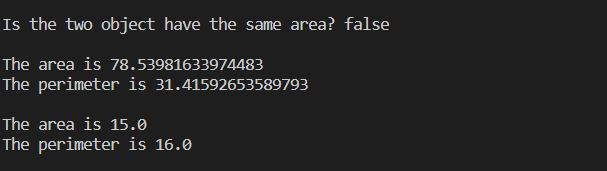 Is the two object have the same area? false
The area is 78.53981633974483
The perimeter is 31.41592653589793
The area is 15.0
The perimeter is 16.0